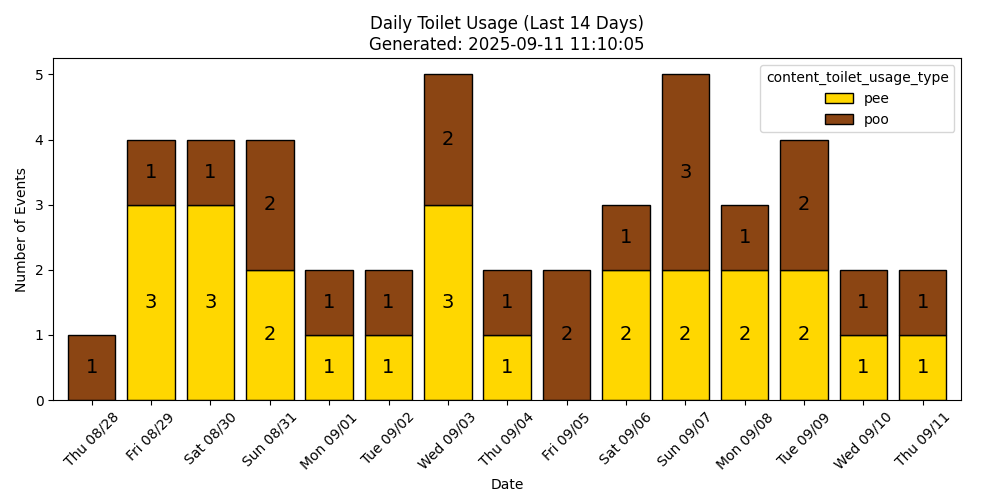 Daily Toilet Usage (Last 14 Days)
Generated: 2025-09-11 11:10:05
content_toilet_usage_type
pee
poo
Number of Events
5
4
3
2
1
0
1
3
1
3
1
2
2
1
1
1
1
3
2
1
1
2
2
1
2
3
2
1
2
2
1
1
1
1
Thu 08/28
Fri 08/29
Sat 08/30
Sun 08/31
Mon 09/01
Tue 09/02
Wed 09/03
Thu 09/04
Fri 09/05
Sat 09/06
Sun 09/07
Mon 09/08
Tue 09/09
Wed 09/10
Thu 09/11
Date